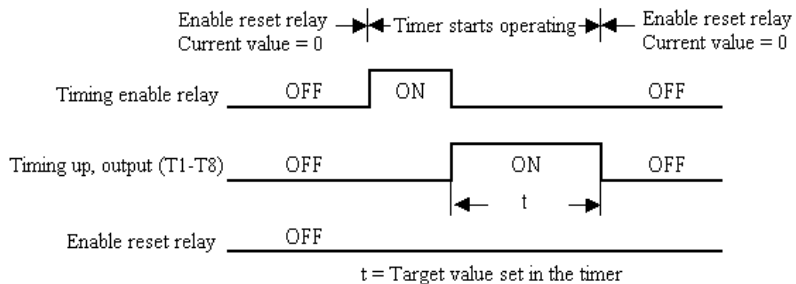 Enable reset relay
Current value = 0
Timer starts operating
Enable reset relay
Current value = 0
Timing enable relay
OFF
ON
OFF
Timing up, output (T1-T8)
OFF
ON
OFF
t
Enable reset relay
OFF
t = Target value set in the timer